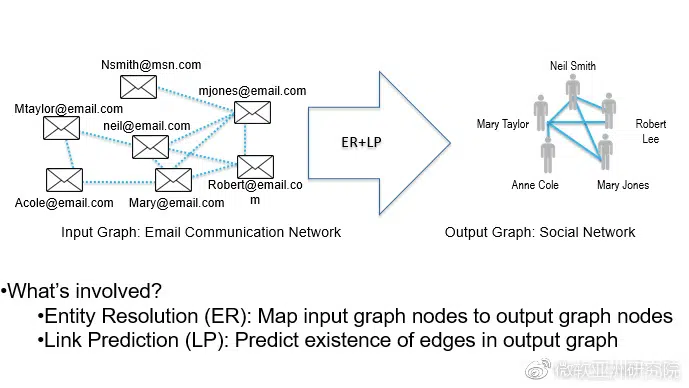 Nsmith@msn.com
mjones@email.com
Mtaylor@email.com
neil@email.com
Robert@email.co
m
Acole@email.com
Mary@email.com
Input Graph: Email Communication Network
ER+LP
Neil Smith
Mary Taylor
Robert
Lee
Anne Cole
Mary Jones
Output Graph: Social Network
•What's involved?
•Entity Resolution (ER): Map input graph nodes to output graph nodes
•Link Prediction (LP): Predict existence of edges in output graph
微软亚洲研究院